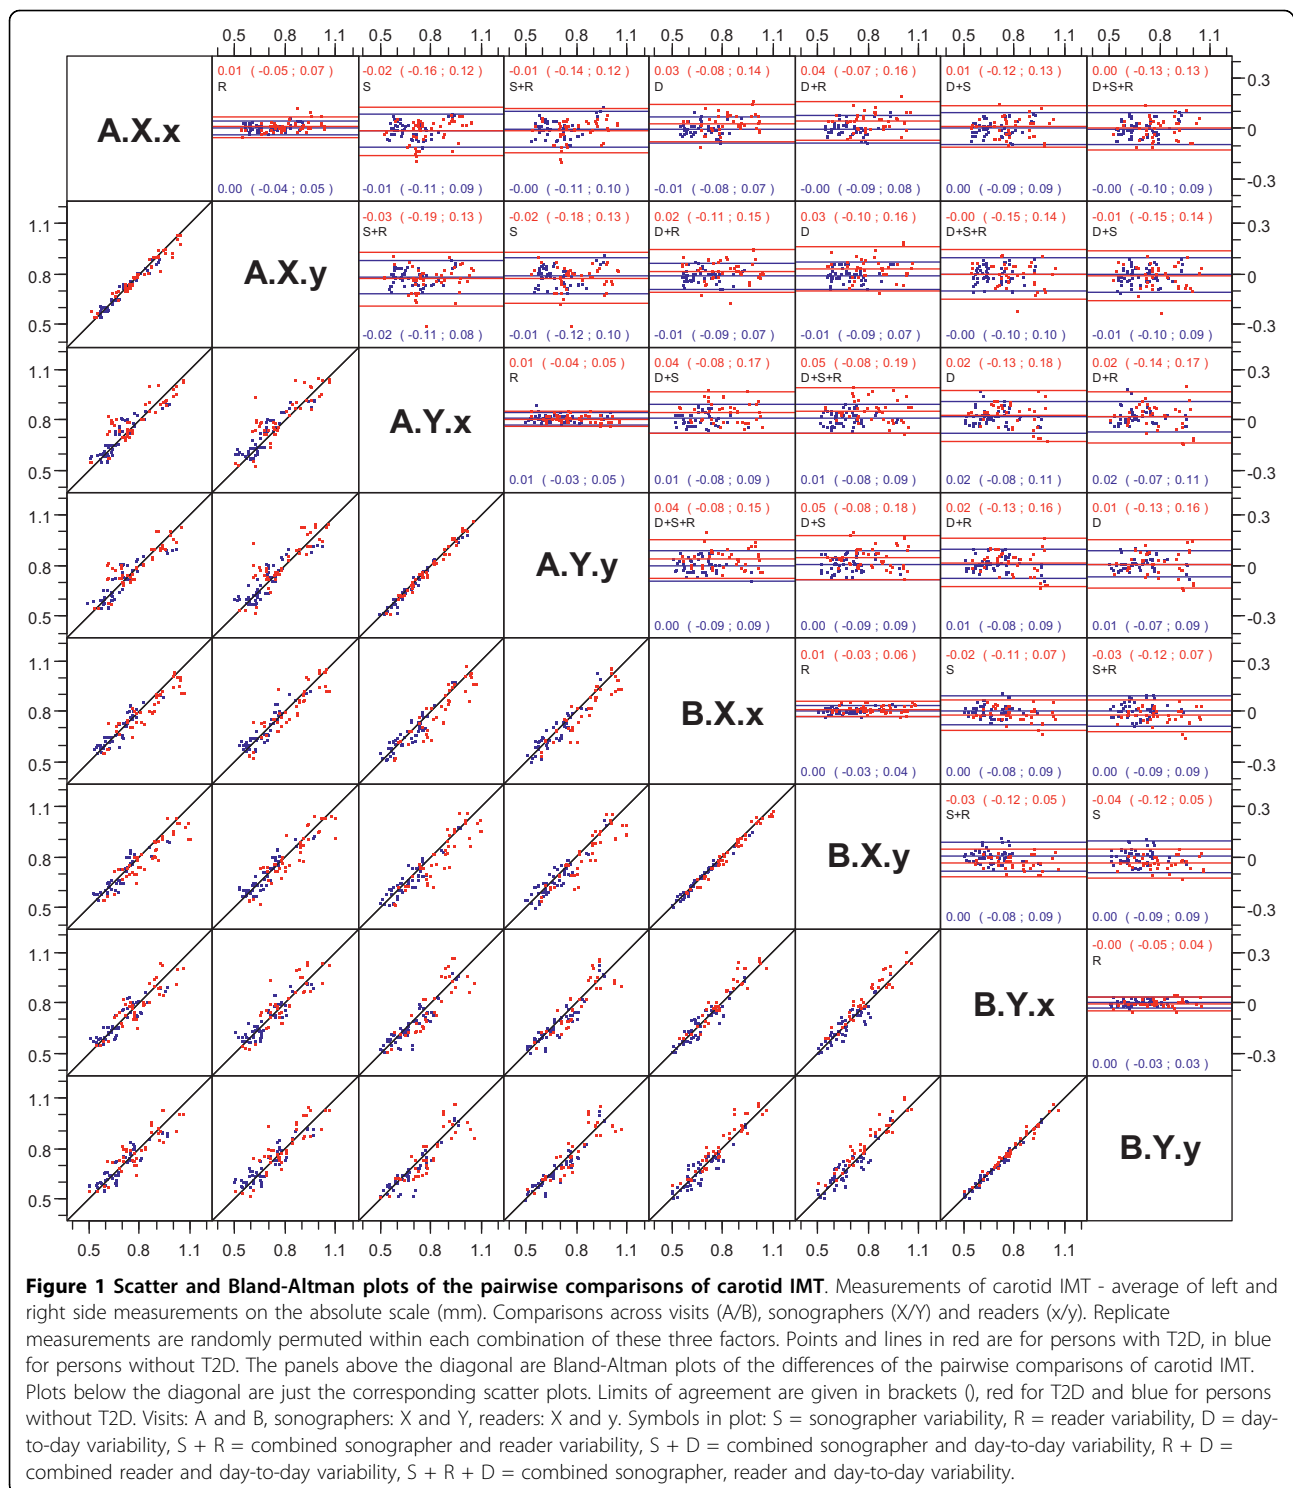 0.5 0.8 1.1 0.5 0.8 1.1 0.5 0.8 1.1 0.5 0.8 1.1
A.X.x
0.01 ( -0.05 ; 0.07 )
R
0.00 ( -0.04 ; 0.05 )
-0.02 ( -0.16 ; 0.12 )
S
-0.01 ( -0.11 ; 0.09 )
-0.01 ( -0.14 ; 0.12 )
S+R
-0.00 ( -0.11 ; 0.10 )
0.03 ( -0.08 ; 0.14 )
D
-0.01 ( -0.08 ; 0.07 )
0.04 ( -0.07 ; 0.16 )
D+R
-0.00 ( -0.09 ; 0.08 )
0.01 ( -0.12 ; 0.13 )
D+S
0.00 ( -0.09 ; 0.09 )
0.00 ( -0.13 ; 0.13 )
D+S+R
-0.00 ( -0.10 ; 0.09 )
0.3
0
-0.3
1.1
0.8
0.5
A.X.y
-0.03 ( -0.19 ; 0.13 )
S+R
-0.02 ( -0.11 ; 0.08 )
-0.02 ( -0.18 ; 0.13 )
S
-0.01 ( -0.12 ; 0.10 )
0.02 ( -0.11 ; 0.15 )
D+R
-0.01 ( -0.09 ; 0.07 )
0.03 ( -0.10 ; 0.16 )
D
-0.01 ( -0.09 ; 0.07 )
-0.00 ( -0.15 ; 0.14 )
D+S+R
-0.00 ( -0.10 ; 0.10 )
-0.01 ( -0.15 ; 0.14 )
D+S
-0.01 ( -0.10 ; 0.09 )
0.3
0
-0.3
1.1
0.8
0.5
A.Y.x
0.01 ( -0.04 ; 0.05 )
R
0.01 ( -0.03 ; 0.05 )
0.04 ( -0.08 ; 0.17 )
D+S
0.01 ( -0.08 ; 0.09 )
0.05 ( -0.08 ; 0.19 )
D+S+R
0.01 ( -0.08 ; 0.09 )
0.02 ( -0.13 ; 0.18 )
D
0.02 ( -0.08 ; 0.11 )
0.02 ( -0.14 ; 0.17 )
D+R
0.02 ( -0.07 ; 0.11 )
0.3
0
-0.3
1.1
0.8
0.5
A.Y.y
0.04 ( -0.08 ; 0.15 )
D+S+R
0.00 ( -0.09 ; 0.09 )
0.05 ( -0.08 ; 0.18 )
D+S
0.00 ( -0.09 ; 0.09 )
0.02 ( -0.13 ; 0.16 )
D+R
0.01 ( -0.08 ; 0.09 )
0.01 ( -0.13 ; 0.16 )
D
0.01 ( -0.07 ; 0.09 )
0.3
0
-0.3
1.1
0.8
0.5
B.X.x
0.01 ( -0.03 ; 0.06 )
R
0.00 ( -0.03 ; 0.04 )
-0.02 ( -0.11 ; 0.07 )
S
0.00 ( -0.08 ; 0.09 )
-0.03 ( -0.12 ; 0.07 )
S+R
0.00 ( -0.09 ; 0.09 )
0.3
0
-0.3
1.1
0.8
0.5
B.X.y
-0.03 ( -0.12 ; 0.05 )
S+R
0.00 ( -0.08 ; 0.09 )
-0.04 ( -0.12 ; 0.05 )
S
0.00 ( -0.09 ; 0.09 )
0.3
0
-0.3
1.1
0.8
0.5
B.Y.x
-0.00 ( -0.05 ; 0.04 )
R
0.00 ( -0.03 ; 0.03 )
0.3
0
-0.3
1.1
0.8
0.5
B.Y.y
0.5 0.8 1.1 0.5 0.8 1.1 0.5 0.8 1.1 0.5 0.8 1.1
Figure 1 Scatter and Bland-Altman plots of the pairwise comparisons of carotid IMT. Measurements of carotid IMT - average of left and
right side measurements on the absolute scale (mm). Comparisons across visits (A/B), sonographers (X/Y) and readers (x/y). Replicate
measurements are randomly permuted within each combination of these three factors. Points and lines in red are for persons with T2D, in blue
for persons without T2D. The panels above the diagonal are Bland-Altman plots of the differences of the pairwise comparisons of carotid IMT.
Plots below the diagonal are just the corresponding scatter plots. Limits of agreement are given in brackets (), red for T2D and blue for persons
without T2D. Visits: A and B, sonographers: X and Y, readers: X and y. Symbols in plot: S = sonographer variability, R = reader variability, D = day-
to-day variability, S + R = combined sonographer and reader variability, S + D = combined sonographer and day-to-day variability, R + D =
combined reader and day-to-day variability, S + R + D = combined sonographer, reader and day-to-day variability.